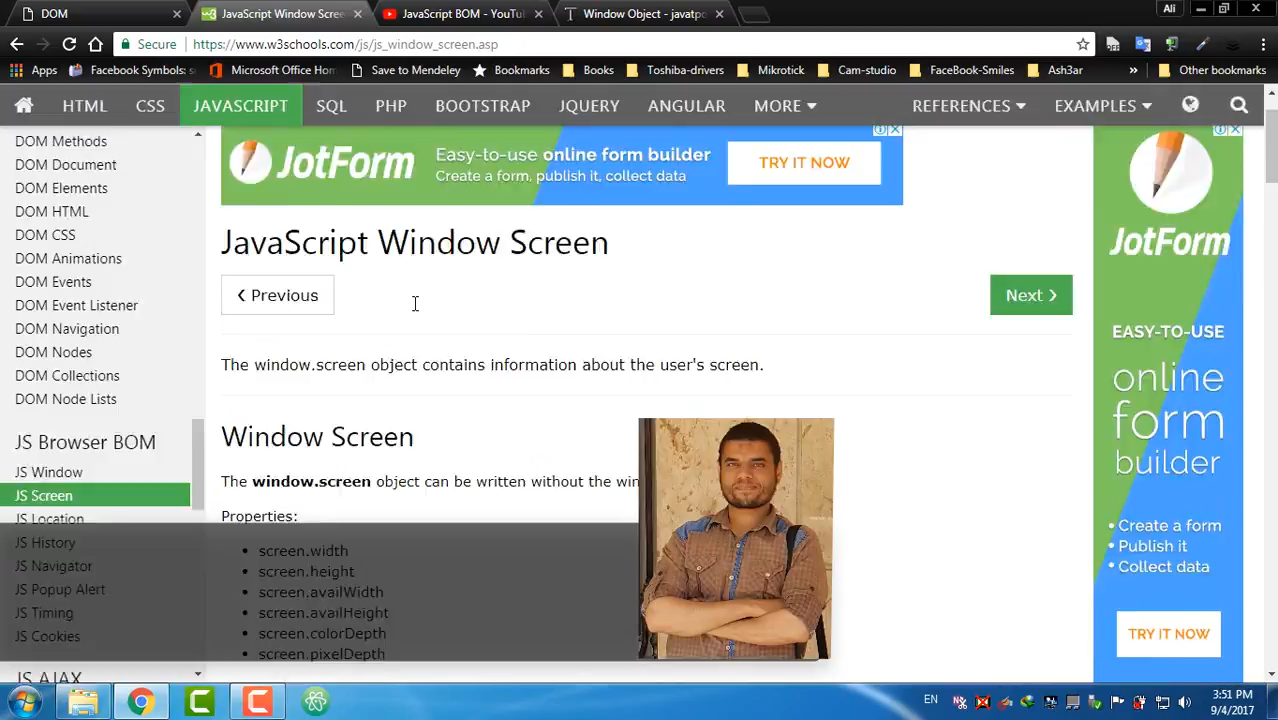 DOM
JavaScript Window Scree
JavaScript BOM - YouTu
Window Object - javatpo
Ali
Secure
https://www.w3schools.com/js/js_window_screen.asp
Apps
Facebook Symbols:
Microsoft Office Hom
Save to Mendeley
Bookmarks
Books
Toshiba-drivers
Mikrotick
Cam-studio
FaceBook-Smiles
Ash3ar
»
Other bookmarks
HTML
CSS
JAVASCRIPT
SQL
PHP
BOOTSTRAP
JQUERY
ANGULAR
MORE
REFERENCES
EXAMPLES
DOM Methods
DOM Document
DOM Elements
DOM HTML
DOM CSS
DOM Animations
DOM Events
DOM Event Listener
DOM Navigation
DOM Nodes
DOM Collections
DOM Node Lists
JS Browser BOM
JS Window
JS Screen
JS Location
JS History
JS Navigator
JS Popup Alert
JS Timing
JS Cookies
JS AJAX
JotForm
Easy-to-use online form builder
Create a form, publish it, collect data
TRY IT NOW
JavaScript Window Screen
❮ Previous
Next ❯
The window.screen object contains information about the user's screen.
Window Screen
The window.screen object can be written without the win
Properties:
• screen.width
• screen.height
• screen.availWidth
• screen.availHeight
• screen.colorDepth
• screen.pixelDepth
JotForm
EASY-TO-USE
online
form
builder
• Create a form
• Publish it
• Collect data
TRY IT NOW
EN
3:51 PM
9/4/2017